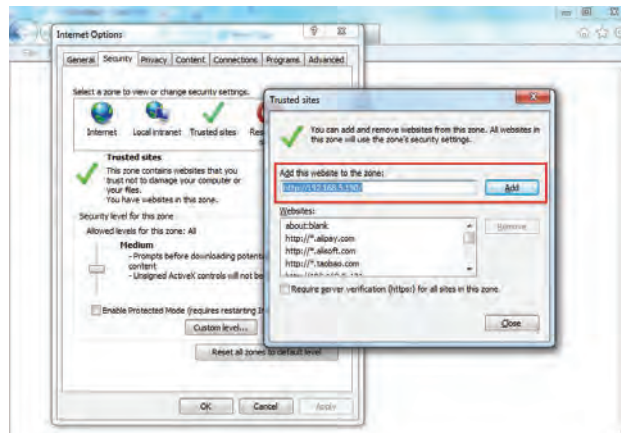 Internet Options
General Security Privacy Content Connections Programs Advanced
Select a zone to view or change security settings.
Internet Local intranet Trusted sites
Trusted sites
This zone contains websites that you
trust not to damage your computer or
your files.
You have websites in this zone.
Security level for this zone
Allowed levels for this zone: All
Medium
- Prompts before downloading
content
- Unsigned ActiveX controls will not be
Enable Protected Mode (requires restarting
Custom level...
Reset all zones to default level
OK Cancel Apply
Trusted sites
You can add and remove websites from this zone. All websites in
this zone will use the zone's security settings.
Add this website to the zone:
Add
Websites:
about:blank
http://*.alipay.com
http://*.alisoft.com
http://*.taobao.com
Remove
Require server verification (https:) for all sites in this zone
Close